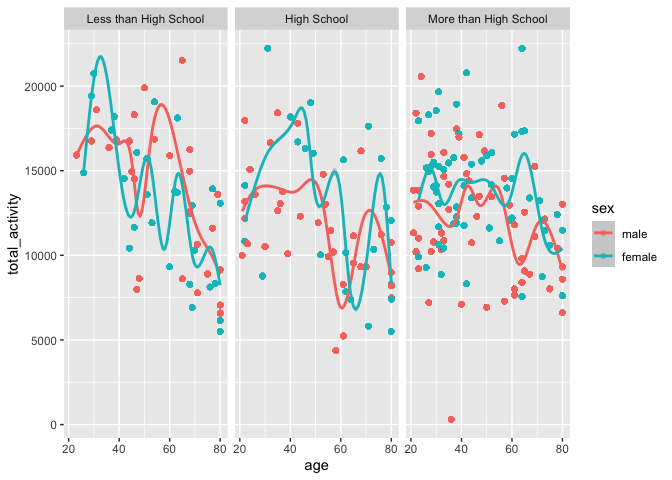 Less than High School
High School
More than High School
20000
15000
10000
5000
0
total_activity
20 40 60 80 20 40 60 80 20 40 60 80
age
sex
male
female